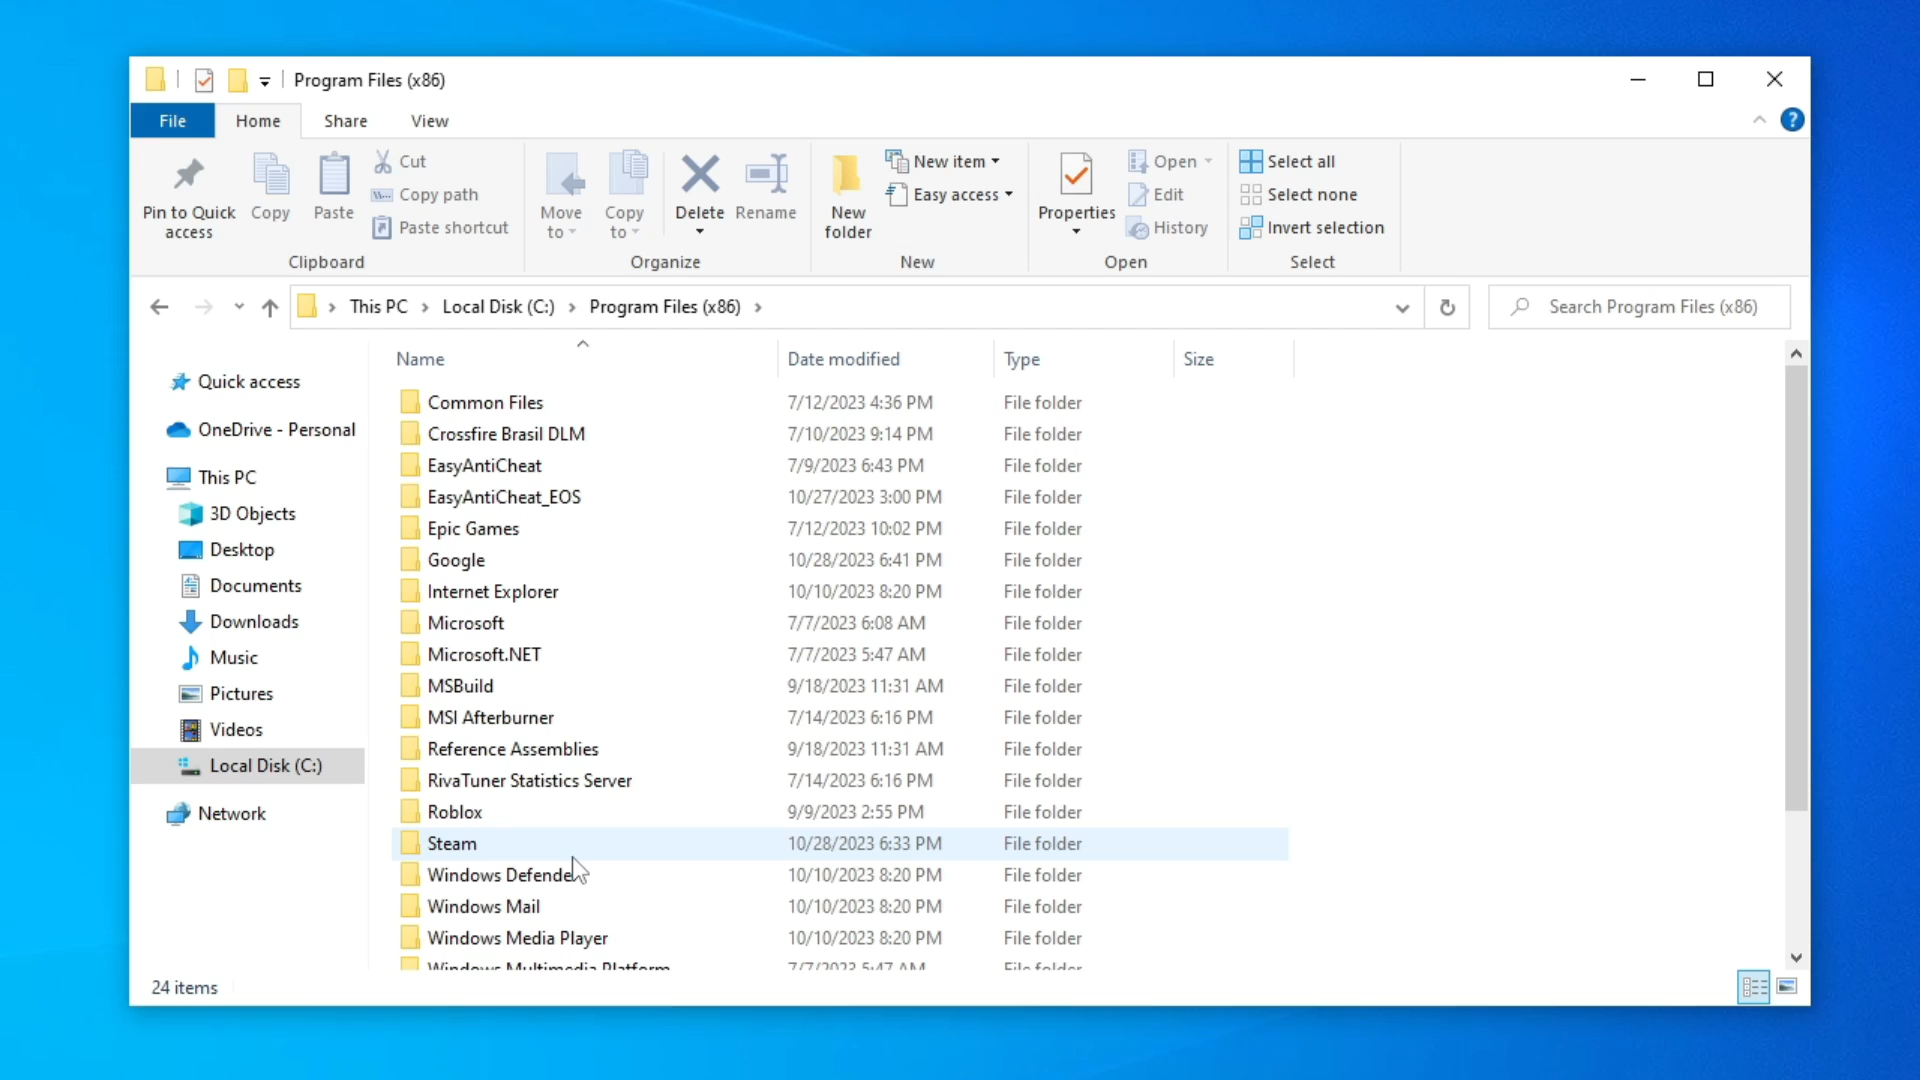 Program Files (x86)
File Home Share View
?
Pin to Quick access
Copy
Paste
Cut
Copy path
Paste shortcut
Clipboard
Move to
Copy to
Delete
Rename
Organize
New folder
New item
Easy access
New
Properties
Open
Edit
History
Open
Select all
Select none
Invert selection
Select
This PC Local Disk (C:) Program Files (x86)
Search Program Files (x86)
Quick access
OneDrive - Personal
This PC
3D Objects
Desktop
Documents
Downloads
Music
Pictures
Videos
Local Disk (C:)
Network
Name Date modified Type Size
Common Files 7/12/2023 4:36 PM File folder
Crossfire Brasil DLM 7/10/2023 9:14 PM File folder
EasyAntiCheat 7/9/2023 6:43 PM File folder
EasyAntiCheat_EOS 10/27/2023 3:00 PM File folder
Epic Games 7/12/2023 10:02 PM File folder
Google 10/28/2023 6:41 PM File folder
Internet Explorer 10/10/2023 8:20 PM File folder
Microsoft 7/7/2023 6:08 AM File folder
Microsoft.NET 7/7/2023 5:47 AM File folder
MSBuild 9/18/2023 11:31 AM File folder
MSI Afterburner 7/14/2023 6:16 PM File folder
Reference Assemblies 9/18/2023 11:31 AM File folder
RivaTuner Statistics Server 7/14/2023 6:16 PM File folder
Roblox 9/9/2023 2:55 PM File folder
Steam 10/28/2023 6:33 PM File folder
Windows Defender 10/10/2023 8:20 PM File folder
Windows Mail 10/10/2023 8:20 PM File folder
Windows Media Player 10/10/2023 8:20 PM File folder
Windows Multimedia Platform 7/7/2023 5:47 AM File folder
24 items